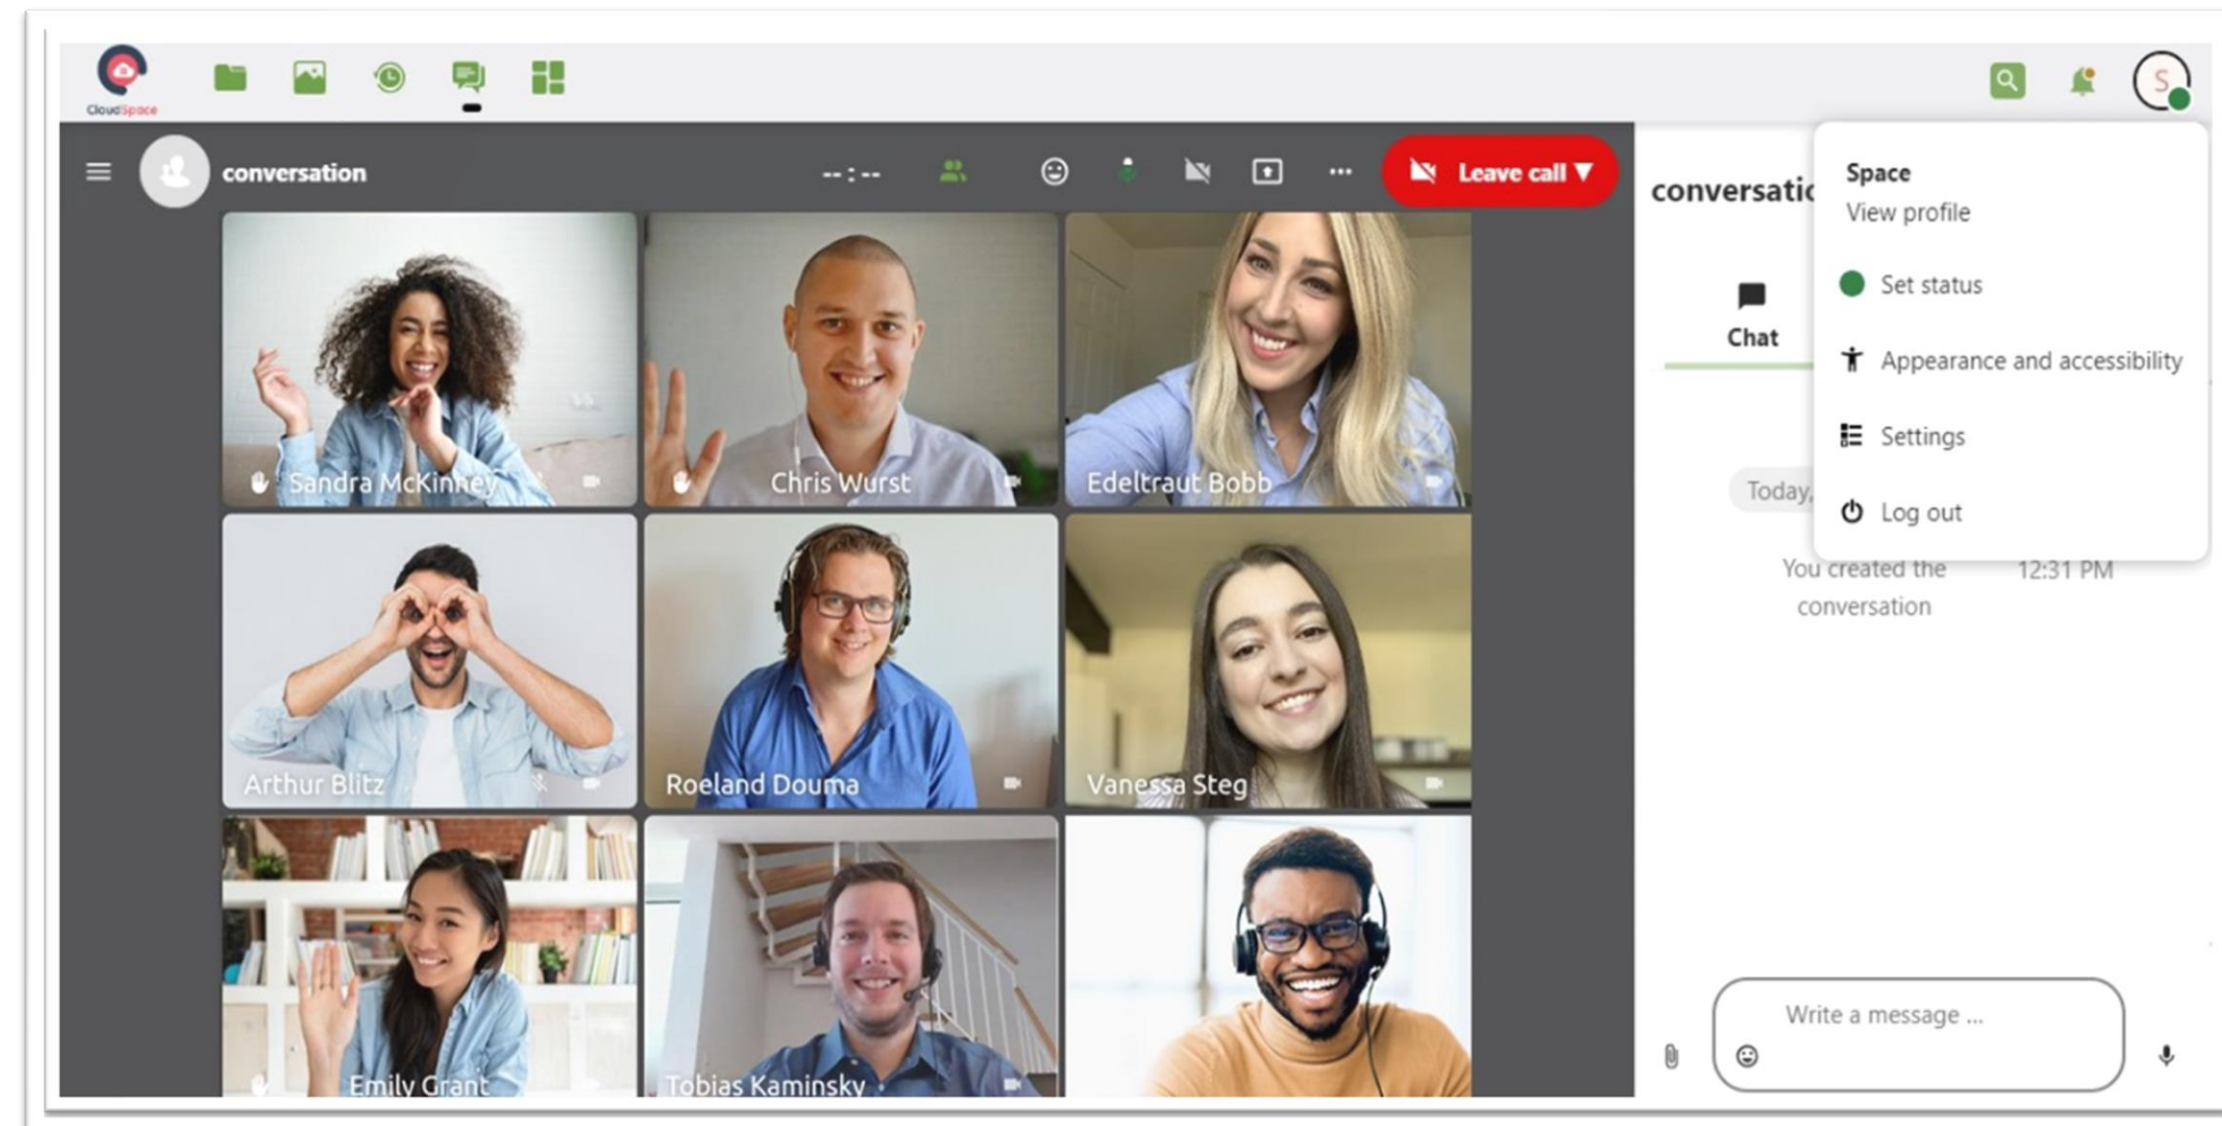 CloudSpace
S
conversation
--:--
Leave call
conversatio
Space
View profile
Set status
Appearance and accessibility
Settings
Log out
Chat
Today,
You created the
conversation
12:31 PM
Sandra McKinney
Chris Wurst
Edeltraut Bobb
Arthur Blitz
Roeland Douma
Vanessa Steg
Emily Grant
Tobias Kaminsky
Write a message ...